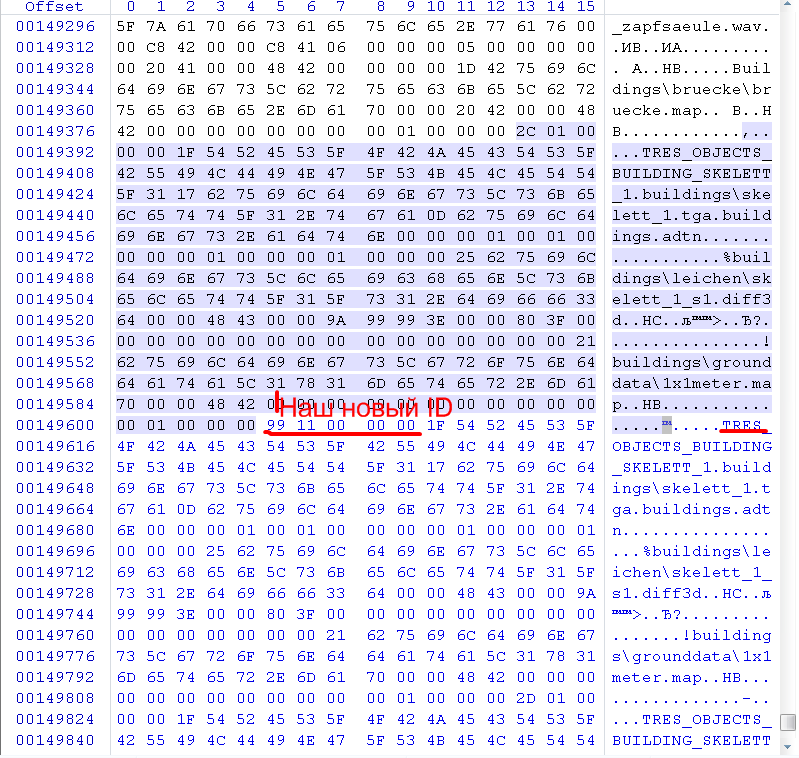 Offset 0 1 2 3 4 5 6 7 8 9 10 11 12 13 14 15
00149296 5F 7A 61 70 66 73 61 65 75 6C 65 2E 77 61 76 00 _zapfsaeule.wav.
00149312 00 C8 42 00 00 C8 41 06 00 00 00 05 00 00 00 00 .ИВ..ИА.........
00149328 00 20 41 00 00 48 42 00 00 00 00 1D 42 75 69 6C . A..HB.....Buil
00149344 64 69 6E 67 73 5C 62 72 75 65 63 6B 65 5C 62 72 dings\bruecke\br
00149360 75 65 63 6B 65 2E 6D 61 70 00 00 20 42 00 00 48 uecke.map.. B..H
00149376 42 00 00 00 00 00 00 00 00 01 00 00 00 2C 01 00 B............,..
00149392 00 00 1F 54 52 45 53 5F 4F 42 4A 45 43 54 53 5F ...TRES_OBJECTS_
00149408 42 55 49 4C 44 49 4E 47 5F 53 4B 45 4C 45 54 54 BUILDING_SKELETT
00149424 5F 31 17 62 75 69 6C 64 69 6E 67 73 5C 73 6B 65 _1.buildings\ske
00149440 6C 65 74 74 5F 31 2E 74 67 61 0D 62 75 69 6C 64 lett_1.tga.build
00149456 69 6E 67 73 2E 61 64 74 6E 00 00 00 01 00 01 00 ings.adtn.......
00149472 00 00 00 01 00 00 00 01 00 00 00 00 25 62 75 69 6C ............%buil
00149488 64 69 6E 67 73 5C 6C 65 69 63 68 65 6E 5C 73 6B dings\leichen\sk
00149504 65 6C 65 74 74 5F 31 5F 73 31 2E 64 69 66 66 33 elett_1_s1.diff3
00149520 64 00 00 48 43 00 00 9A 99 99 3E 00 00 80 3F 00 d..HC..љ™™>..Ђ?.
00149536 00 00 00 00 00 00 00 00 00 00 00 00 00 00 00 21 ...............!
00149552 62 75 69 6C 64 69 6E 67 73 5C 67 72 6F 75 6E 64 buildings\ground
00149568 64 61 74 61 5C 31 78 31 6D 65 74 65 72 2E 6D 61 data\1x1meter.ma
00149584 70 00 00 48 42 00 00 00 00 00 00 00 00 00 00 00 p..HB...........
Наш новый ID
00149600 00 01 00 00 00 99 11 00 00 00 1F 54 52 45 53 5F .....™.....TRES_
00149616 4F 42 4A 45 43 54 53 5F 42 55 49 4C 44 49 4E 47 OBJECTS_BUILDING
00149632 5F 53 4B 45 4C 45 54 54 5F 31 17 62 75 69 6C 64 _SKELETT_1.build
00149648 69 6E 67 73 5C 73 6B 65 6C 65 74 74 5F 31 2E 74 ings\skelett_1.t
00149664 67 61 0D 62 75 69 6C 64 69 6E 67 73 2E 61 64 74 ga.buildings.adt
00149680 6E 00 00 00 01 00 01 00 00 00 00 01 00 00 00 01 n...............
00149696 00 00 00 25 62 75 69 6C 64 69 6E 67 73 5C 6C 65 ...%buildings\le
00149712 69 63 68 65 6E 5C 73 6B 65 6C 65 74 74 5F 31 5F ichen\skelett_1_
00149728 73 31 2E 64 69 66 66 33 64 00 00 48 43 00 00 9A s1.diff3d..HC..љ
00149744 99 99 3E 00 00 80 3F 00 00 00 00 00 00 00 00 00 ™™>..Ђ?.........
00149760 00 00 00 00 00 00 00 21 62 75 69 6C 64 69 6E 67 .......!building
00149776 73 5C 67 72 6F 75 6E 64 64 61 74 61 5C 31 78 31 s\grounddata\1x1
00149792 6D 65 74 65 72 2E 6D 61 70 00 00 48 42 00 00 00 meter.map..HB...
00149808 00 00 00 00 00 00 00 00 00 01 00 00 00 2D 01 00 .............-..
00149824 00 00 1F 54 52 45 53 5F 4F 42 4A 45 43 54 53 5F ...TRES_OBJECTS_
00149840 42 55 49 4C 44 49 4E 47 5F 53 4B 45 4C 45 54 54 BUILDING_SKELETT